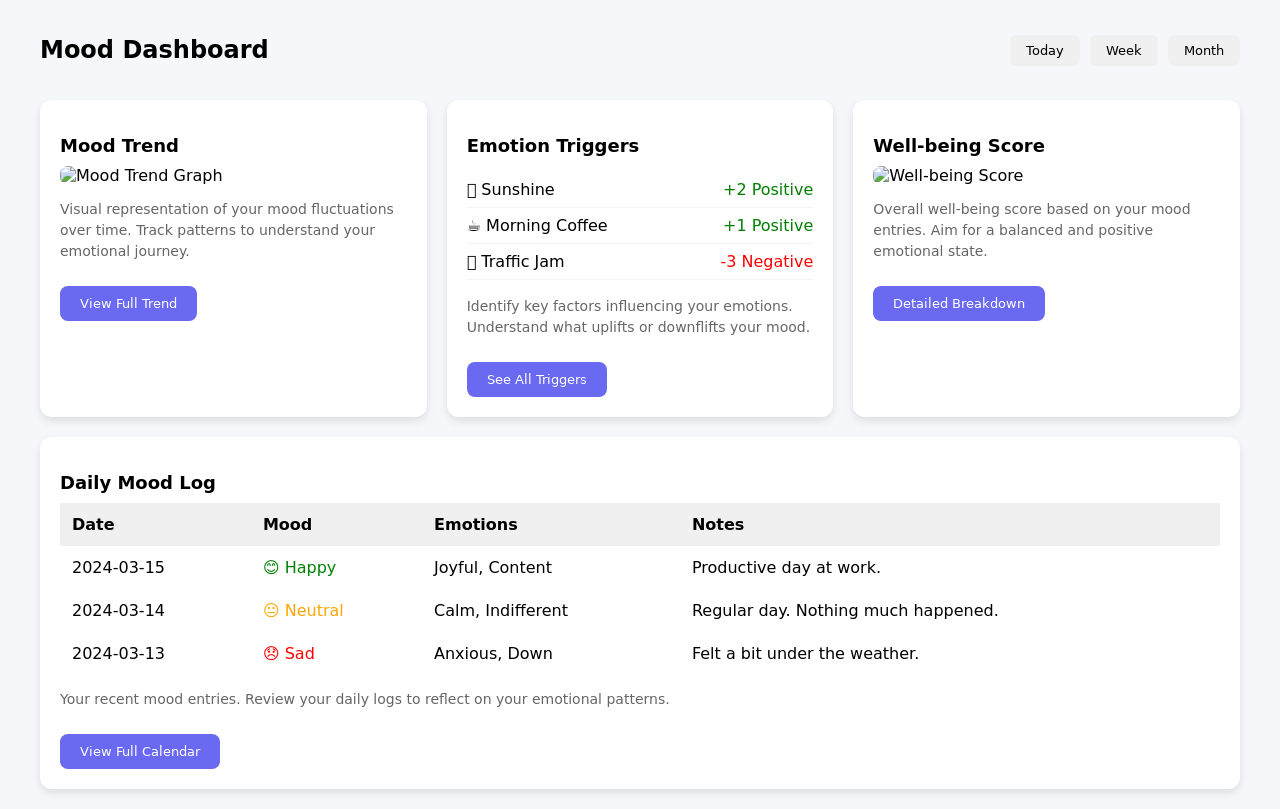 Mood Dashboard
Today
Week
Month
Mood Trend
Mood Trend Graph
Visual representation of your mood fluctuations
over time. Track patterns to understand your
emotional journey.
View Full Trend
Emotion Triggers
Sunshine +2 Positive
☕ Morning Coffee +1 Positive
Traffic Jam -3 Negative
Identify key factors influencing your emotions.
Understand what uplifts or downflifts your mood.
See All Triggers
Well-being Score
Well-being Score
Overall well-being score based on your mood
entries. Aim for a balanced and positive
emotional state.
Detailed Breakdown
Daily Mood Log
Date Mood Emotions Notes
2024-03-15 😊 Happy Joyful, Content Productive day at work.
2024-03-14 😐 Neutral Calm, Indifferent Regular day. Nothing much happened.
2024-03-13 😞 Sad Anxious, Down Felt a bit under the weather.
Your recent mood entries. Review your daily logs to reflect on your emotional patterns.
View Full Calendar